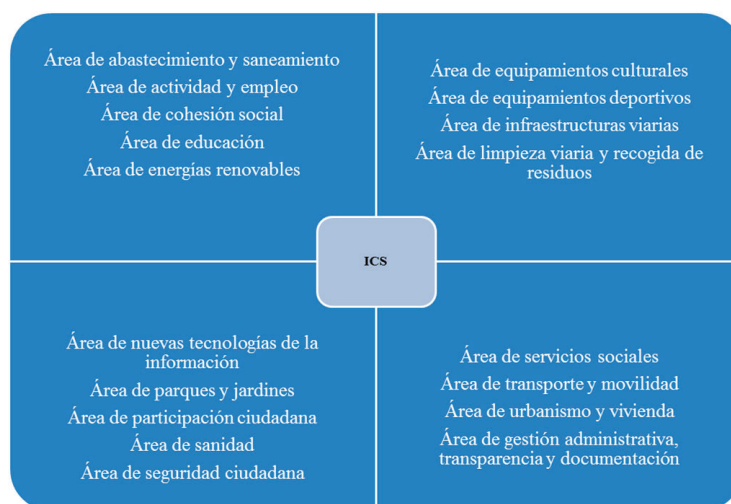 Área de abastecimiento y saneamiento
Área de actividad y empleo
Área de cohesión social
Área de educación
Área de energías renovables
Área de equipamientos culturales
Área de equipamientos deportivos
Área de infraestructuras viarias
Área de limpieza viaria y recogida de
residuos
ICS
Área de nuevas tecnologías de la
información
Área de parques y jardines
Área de participación ciudadana
Área de sanidad
Área de seguridad ciudadana
Área de servicios sociales
Área de transporte y movilidad
Área de urbanismo y vivienda
Área de gestión administrativa,
transparencia y documentación